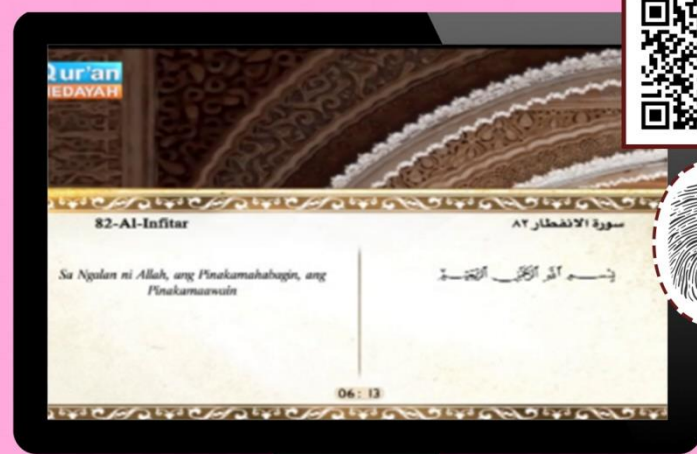 Qur'an
HEDAYAH
82-Al-Infitar
سورة الانفطار ٨٢
Sa Ngalan ni Allah, ang Pinakamahabagin, ang
Pinakamaawain
بِسْمِ ٱللَّهِ ٱلرَّحْمَٰنِ ٱلرَّحِيمِ
06: 13